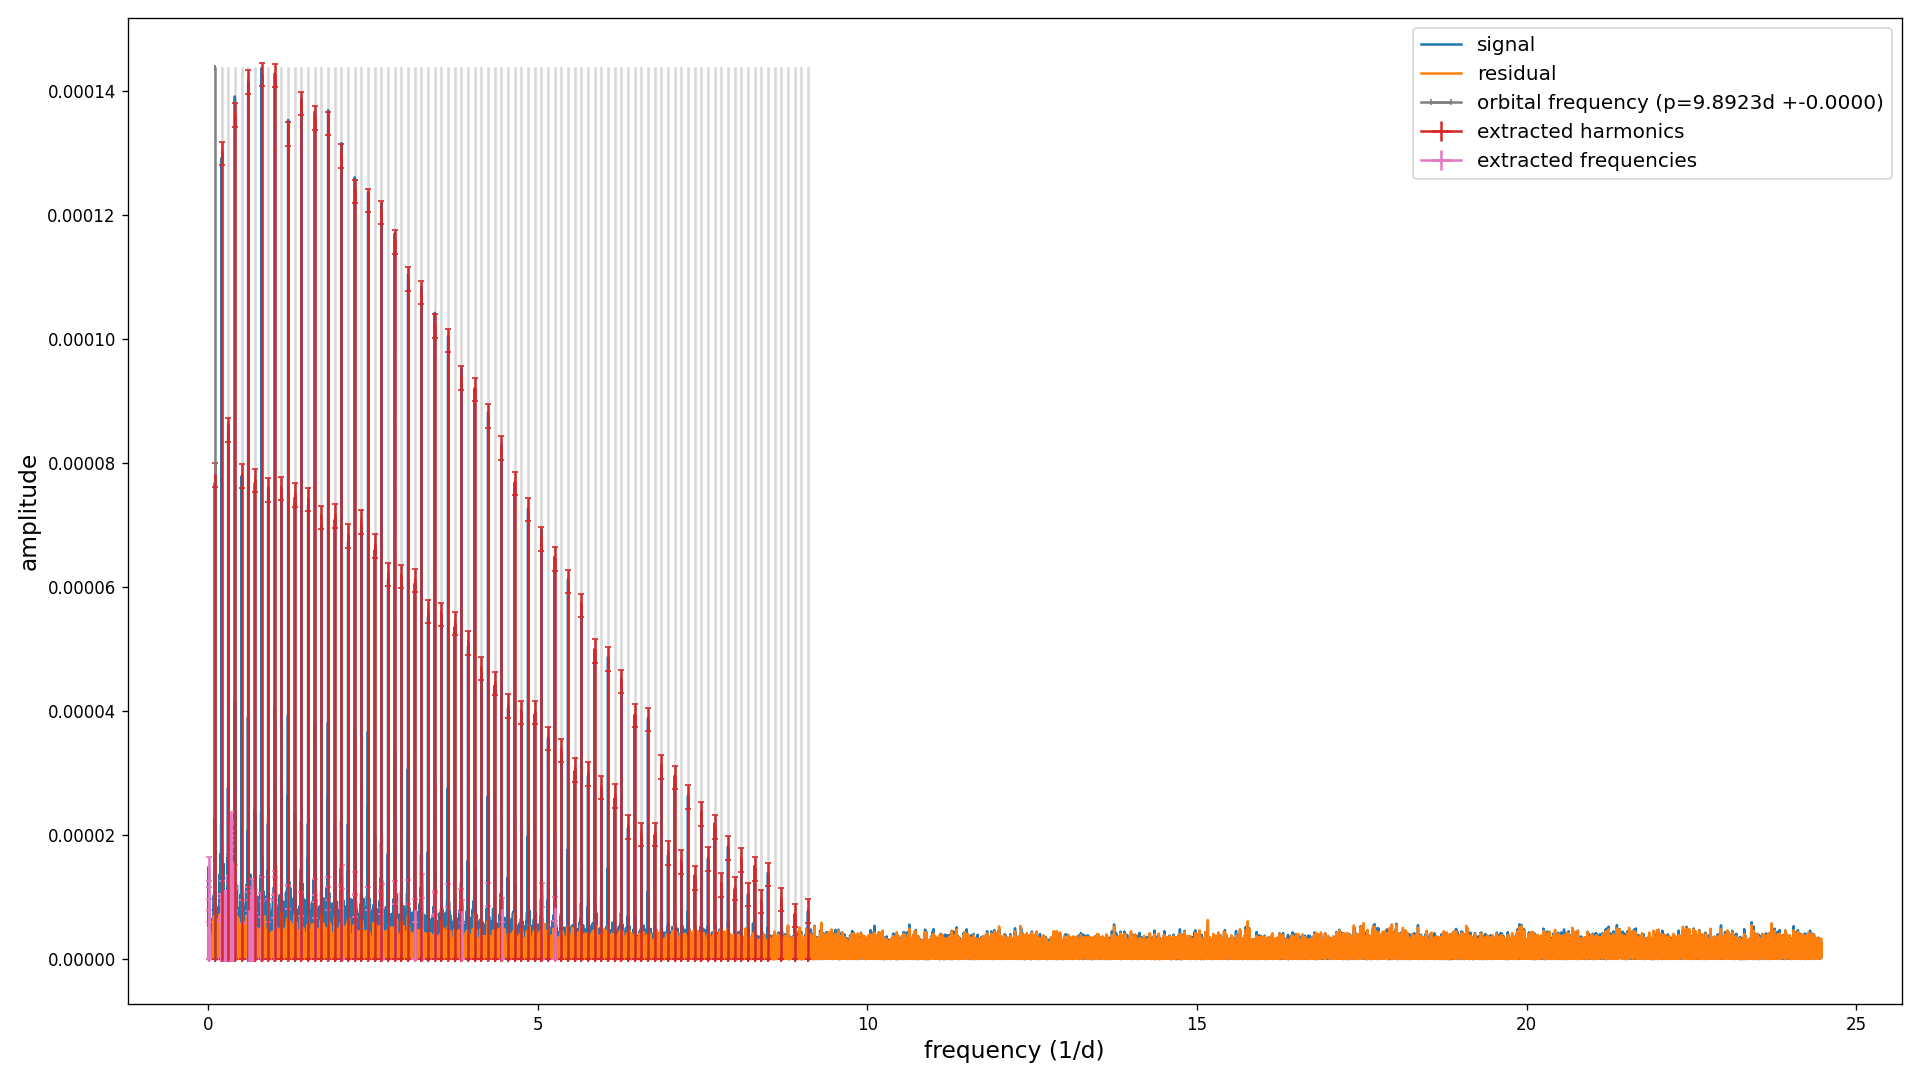 signal
residual
orbital frequency (p=9.8923d +-0.0000)
extracted harmonics
extracted frequencies
0.00014
0.00012
0.00010
0.00008
0.00006
0.00004
0.00002
0.00000
amplitude
0 5 10 15 20 25
frequency (1/d)